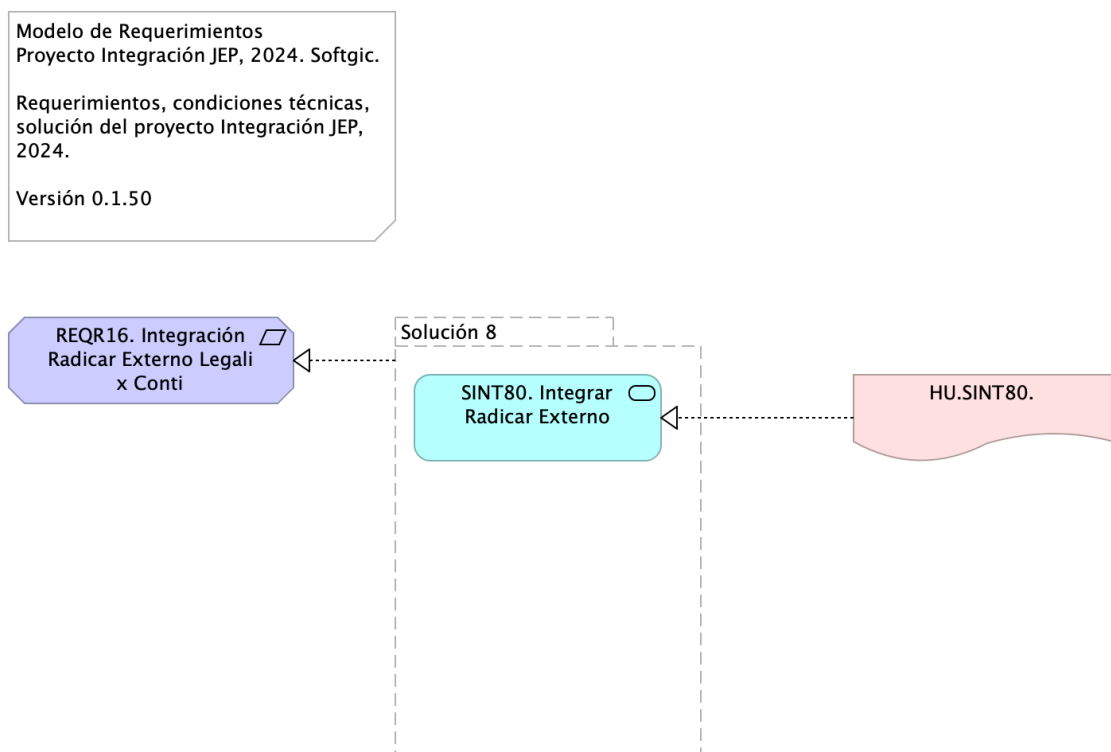 Modelo de Requerimientos
Proyecto Integración JEP, 2024. Softgic.
Requerimientos, condiciones técnicas,
solución del proyecto Integración JEP,
2024.
Versión 0.1.50
REQR16. Integración
Radicar Externo Legali
x Conti
Solución 8
SINT80. Integrar
Radicar Externo
HU.SINT80.